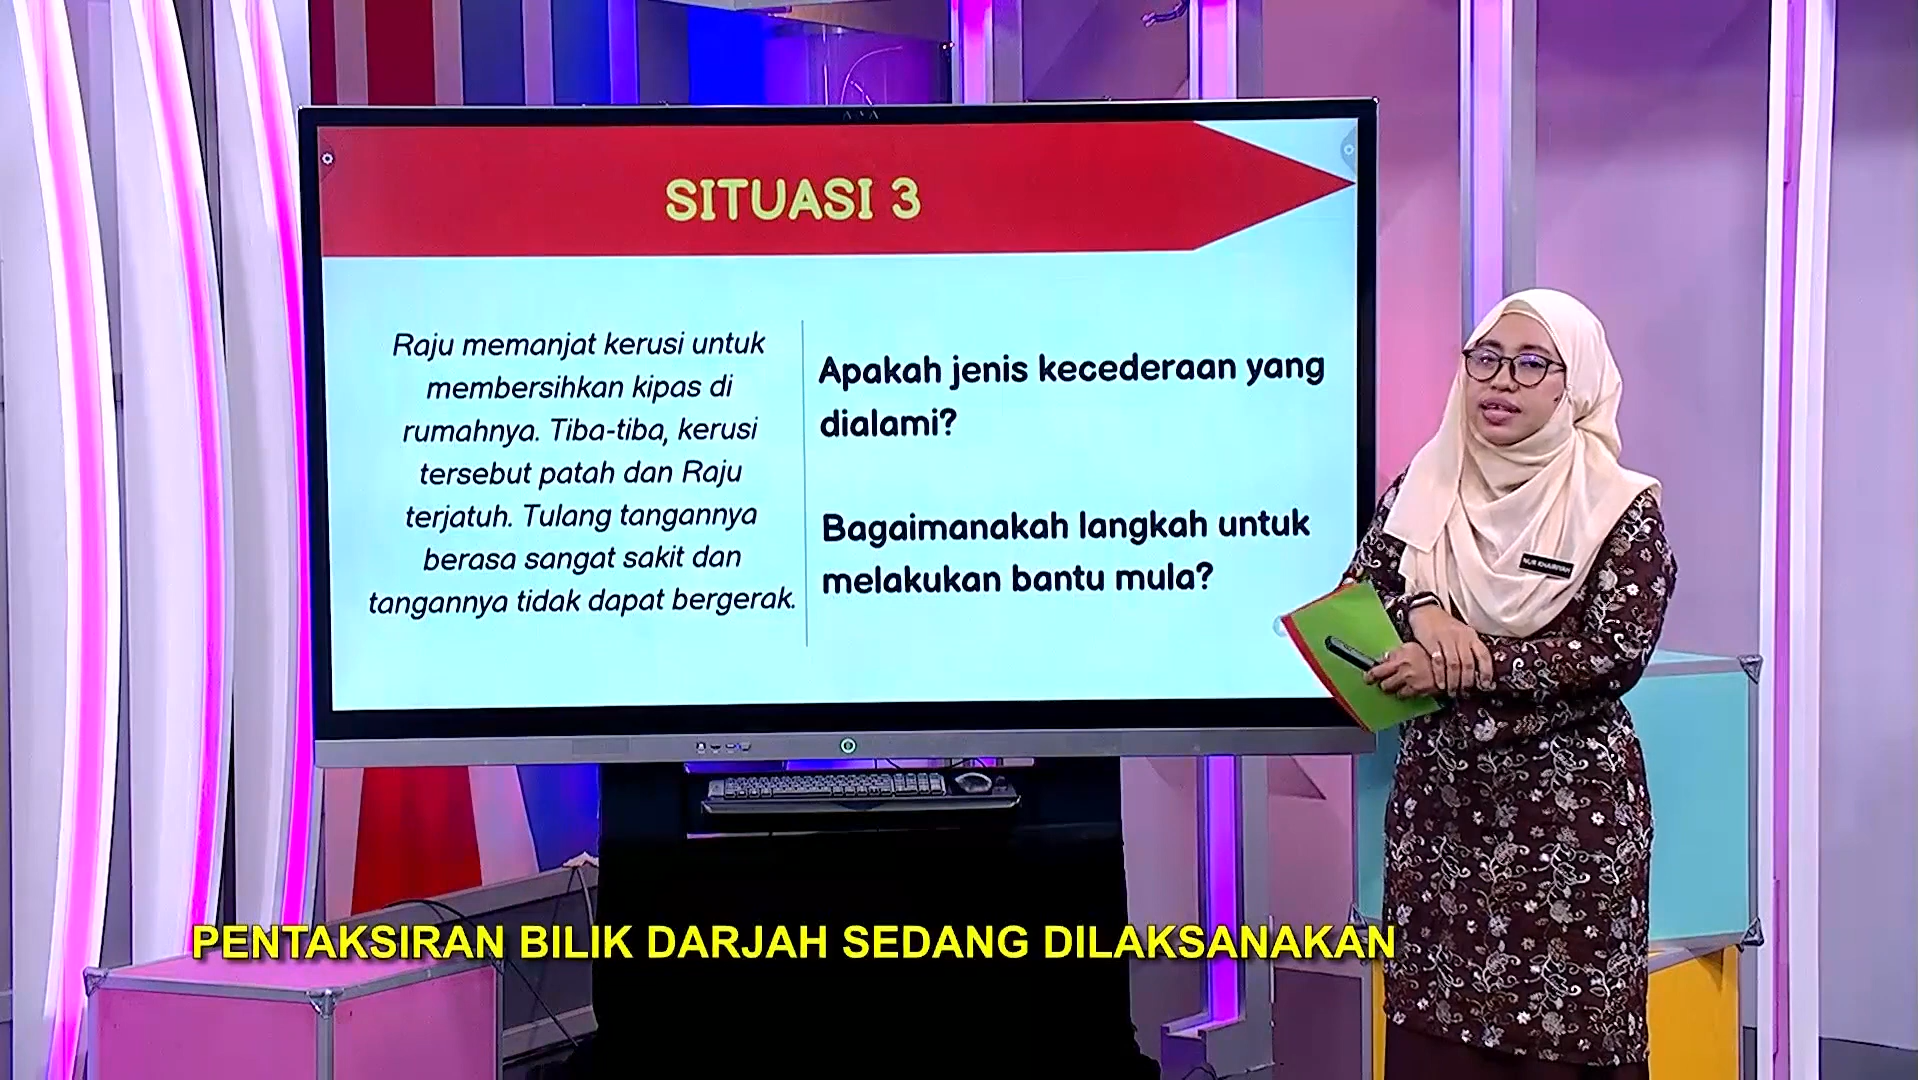 SITUASI 3
Raju memanjat kerusi untuk
membersihkan kipas di
rumahnya. Tiba-tiba, kerusi
tersebut patah dan Raju
terjatuh. Tulang tangannya
berasa sangat sakit dan
tangannya tidak dapat bergerak.
Apakah jenis kecederaan yang
dialami?
Bagaimanakah langkah untuk
melakukan bantu mula?
NUR KHAIRIYAH
PENTAKSIRAN BILIK DARJAH SEDANG DILAKSANAKAN